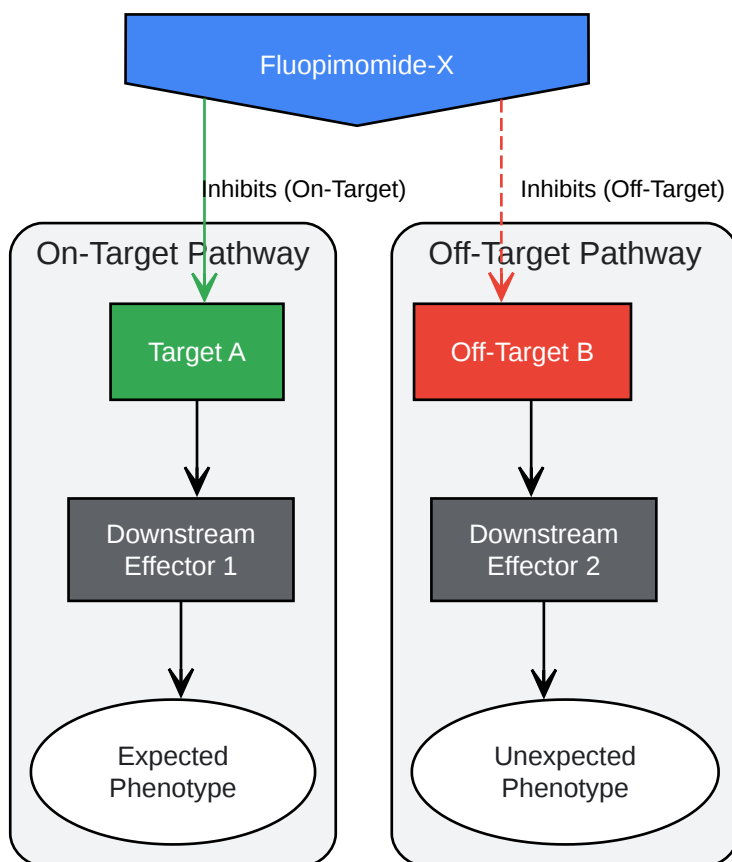 Fluopimomide-X
Inhibits (On-Target)
Inhibits (Off-Target)
On-Target Pathway
Off-Target Pathway
Target A
Off-Target B
Downstream
Effector 1
Downstream
Effector 2
Expected
Phenotype
Unexpected
Phenotype